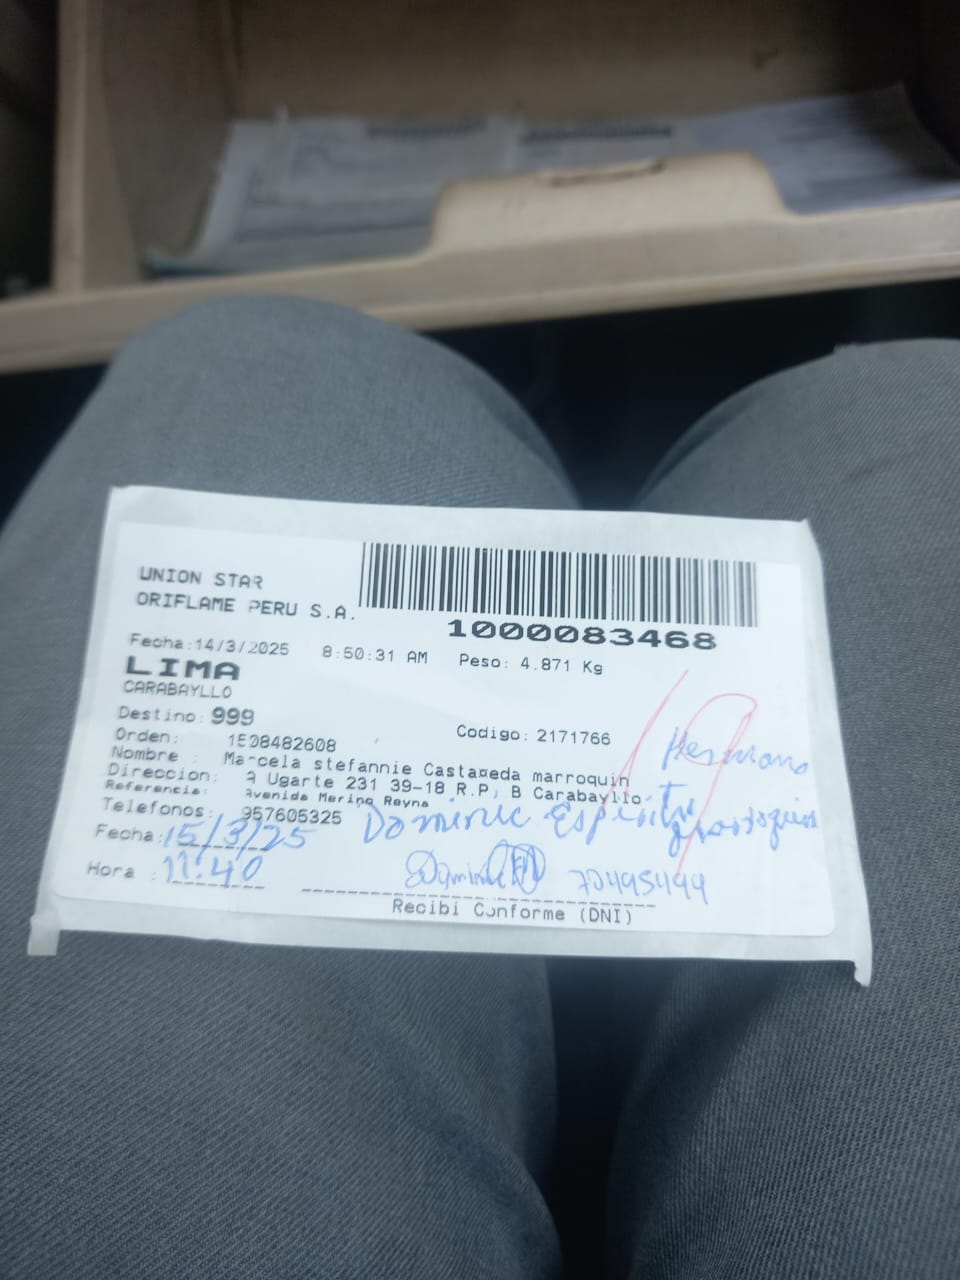 UNION STAR
ORIFLAME PERU S.A.
1000083468
Fecha:14/3/2025 8:50:31 AM Peso: 4.871 Kg
LIMA
CARABAYLLO
Destino: 999
Orden: 1508482608 Codigo: 2171766
Nombre : Marcela stefannie Castaneda marroquin
Hermano
Direccion: a Ugarte 231 39-18 R.P, B Carabayllo
Referencia: Avenida Merino Reyna
Telefonos: 957605325
Dominic Espiritu
Fecha: 15/3/25
Hora : 11:40
70495499
Recibi Conforme (DNI)